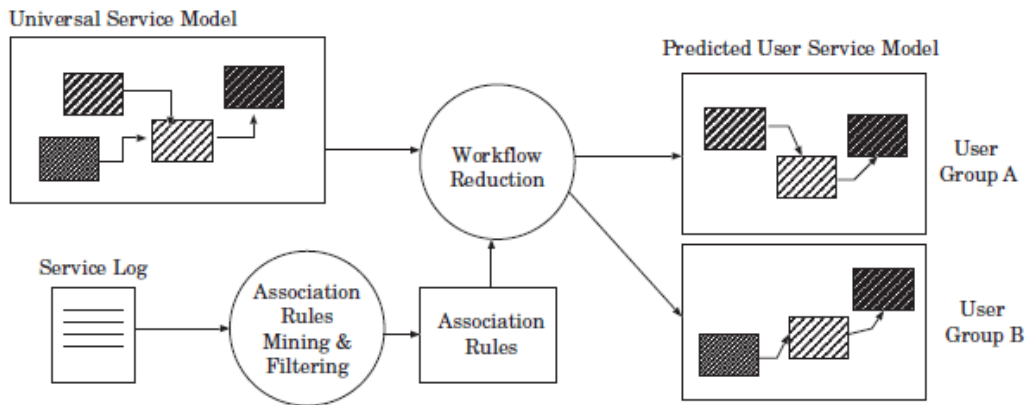 Universal Service Model
Predicted User Service Model
Workflow
Reduction
User
Group A
Service Log
Association
Rules
Mining &
Filtering
Association
Rules
User
Group B